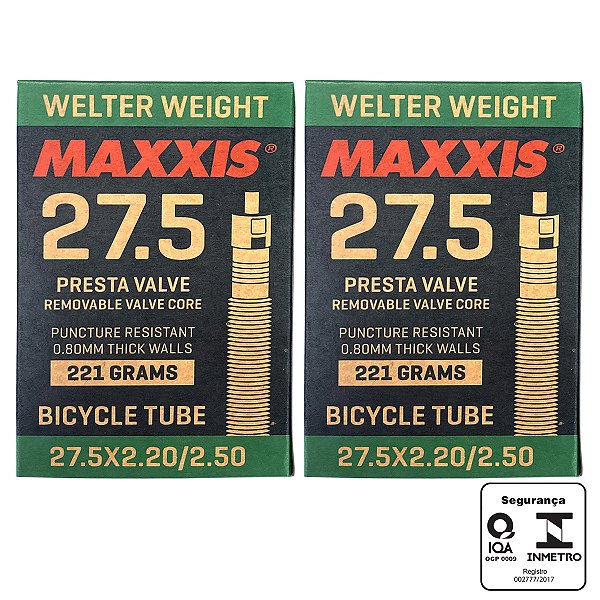 WELTER WEIGHT
MAXXIS®
27.5
PRESTA VALVE
REMOVABLE VALVE CORE
PUNCTURE RESISTANT
0.80MM THICK WALLS
221 GRAMS
BICYCLE TUBE
27.5X2.20/2.50
WELTER WEIGHT
MAXXIS®
27.5
PRESTA VALVE
REMOVABLE VALVE CORE
PUNCTURE RESISTANT
0.80MM THICK WALLS
221 GRAMS
BICYCLE TUBE
27.5X2.20/2.50
Segurança
IQA
OCP 0009
INMETRO
Registro
002777/2017